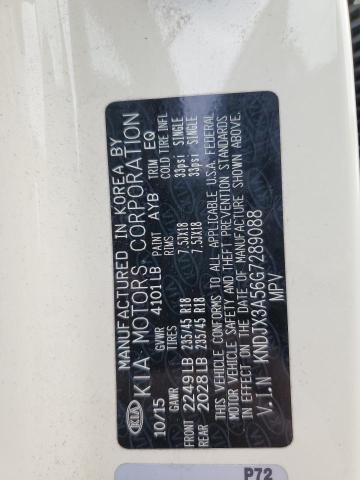 KIA
MANUFACTURED IN KOREA BY
KIA MOTORS CORPORATION
10/15 GVWR 4101LB PAINT AYB TRIM EQ
GAWR TIRES RIMS COLD TIRE INFL
FRONT 2249LB 235/45 R18 7.5JX18 33psi SINGLE
REAR 2028LB 235/45 R18 7.5JX18 33psi SINGLE
THIS VEHICLE CONFORMS TO ALL APPLICABLE U.S.A. FEDERAL
MOTOR VEHICLE SAFETY AND THEFT PREVENTION STANDARDS
IN EFFECT ON THE DATE OF MANUFACTURE SHOWN ABOVE.
V.I.N KNDJX3A56G7289088
MPV
P72